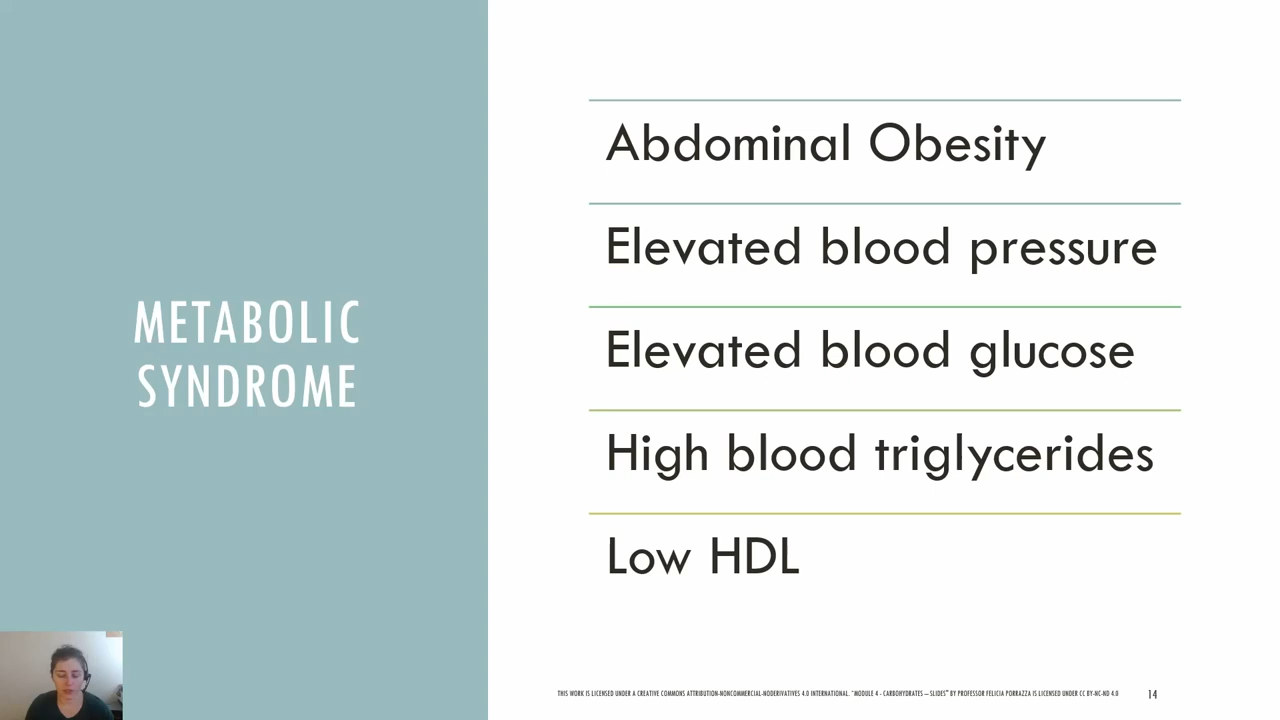 METABOLIC
SYNDROME
Abdominal Obesity
Elevated blood pressure
Elevated blood glucose
High blood triglycerides
Low HDL
THIS WORK IS LICENSED UNDER A CREATIVE COMMONS ATTRIBUTION-NONCOMMERCIAL-NODERIVATIVES 4.0 INTERNATIONAL. "MODULE 4 - CARBOHYDRATES – SLIDES" BY PROFESSOR FELICIA PORRAZZA IS LICENSED UNDER CC BY-NC-ND 4.0
14